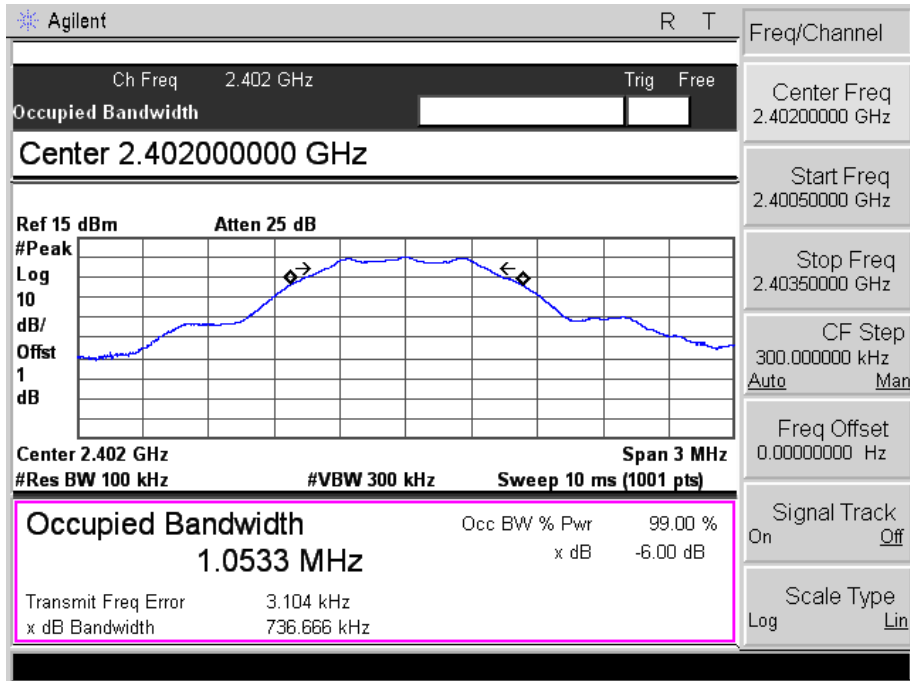 Agilent R T
Ch Freq 2.402 GHz Trig Free
Occupied Bandwidth
Center 2.402000000 GHz
Ref 15 dBm Atten 25 dB
#Peak
Log
10
dB/
Offst
1
dB
Center 2.402 GHz Span 3 MHz
#Res BW 100 kHz #VBW 300 kHz Sweep 10 ms (1001 pts)
Occupied Bandwidth Occ BW % Pwr 99.00 %
1.0533 MHz x dB -6.00 dB
Transmit Freq Error 3.104 kHz
x dB Bandwidth 736.666 kHz
Freq/Channel
Center Freq
2.40200000 GHz
Start Freq
2.40050000 GHz
Stop Freq
2.40350000 GHz
CF Step
300.000000 kHz
Auto Man
Freq Offset
0.00000000 Hz
Signal Track
On Off
Scale Type
Log Lin